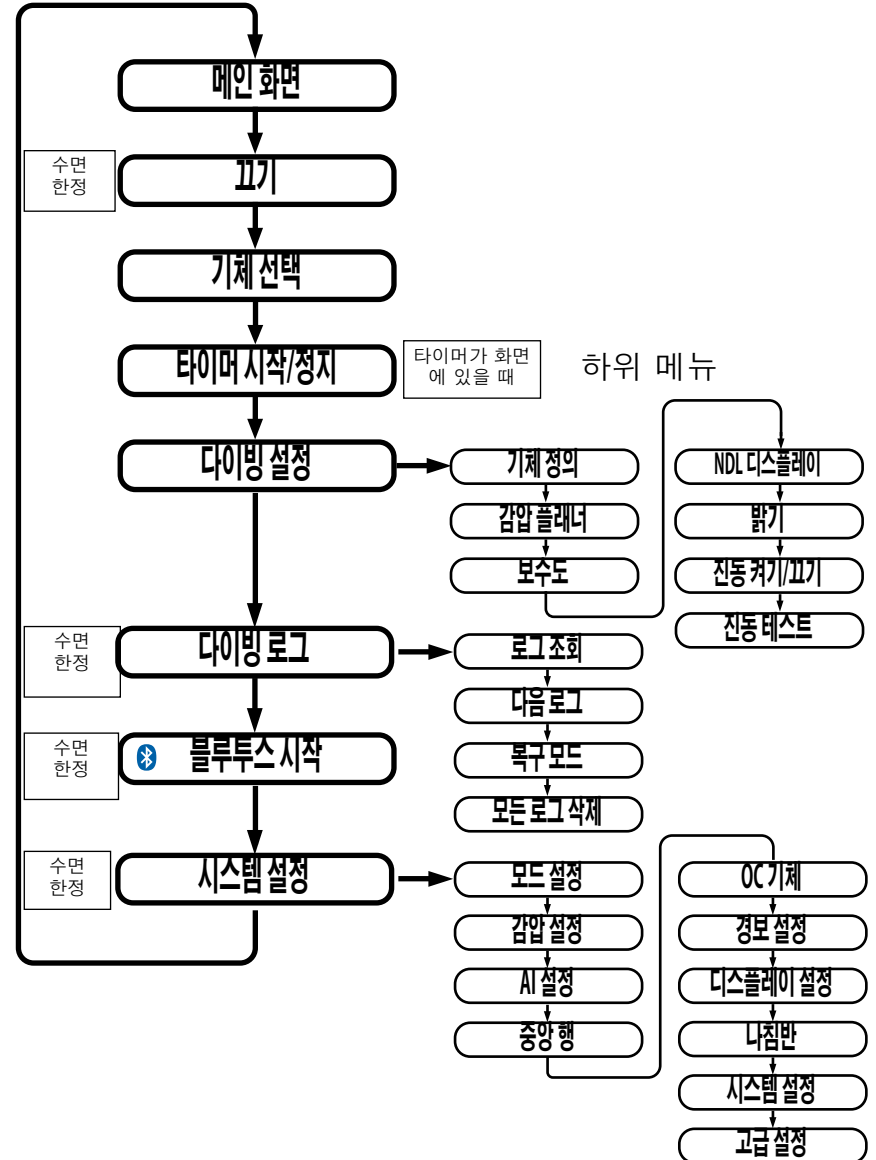 메인 화면
수면
한정
끄기
기체 선택
타이머 시작/정지
타이머가 화면
에 있을 때
하위 메뉴
다이빙 설정
기체 정의
감압 플래너
보수도
NDL 디스플레이
밝기
진동 켜기/끄기
진동 테스트
수면
한정
다이빙 로그
로그 조회
다음 로그
복구 모드
모든 로그 삭제
수면
한정
블루투스 시작
수면
한정
시스템 설정
모드 설정
감압 설정
AI 설정
중앙 행
OC 기체
경보 설정
디스플레이 설정
나침반
시스템 설정
고급 설정